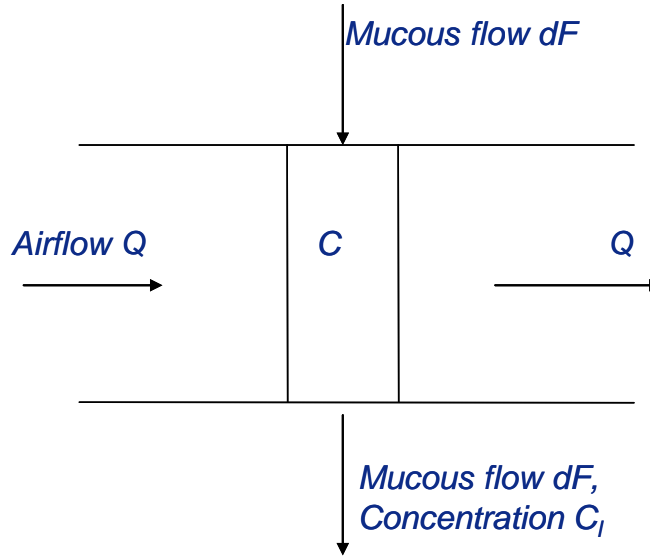 Mucous flow dF
Airflow Q
C
Q
Mucous flow dF,
Concentration Cl